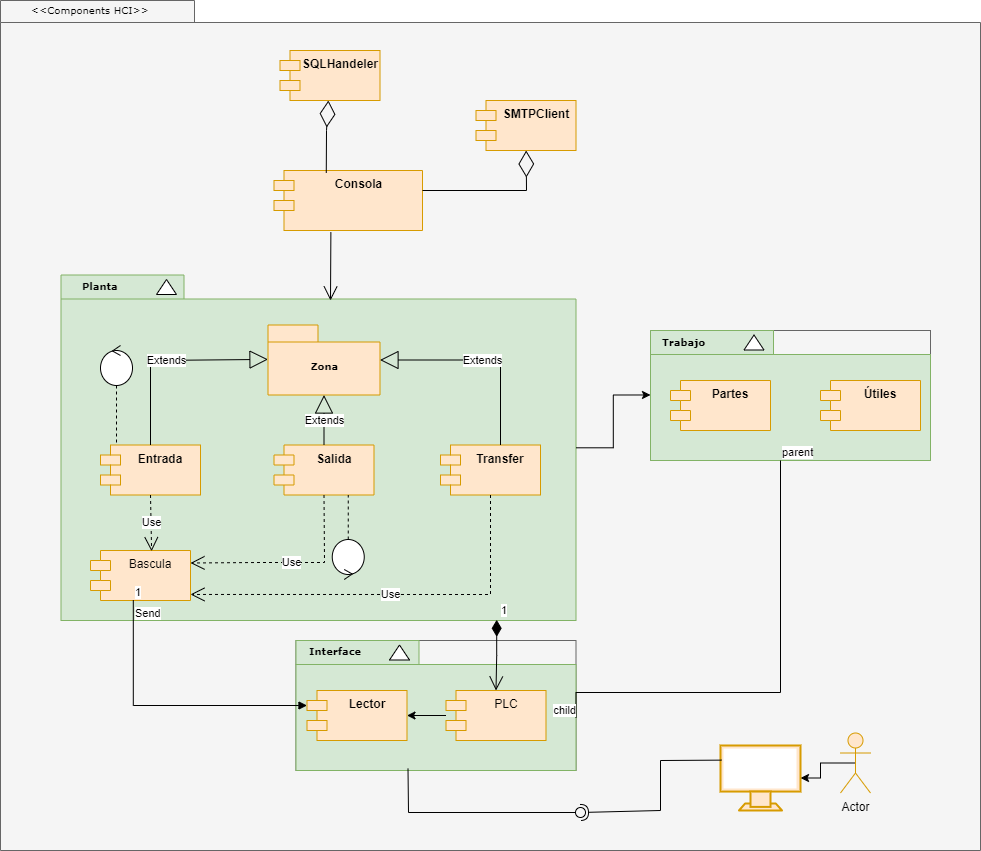 <<Components HCI>>
SQLHandeler
SMTPClient
Consola
Planta
Zona
Extends
Extends
Extends
Trabajo
Partes
Útiles
parent
Entrada
Salida
Transfer
Use
Use
Use
Bascula
1
Send
1
Interface
Lector
PLC
child
Actor